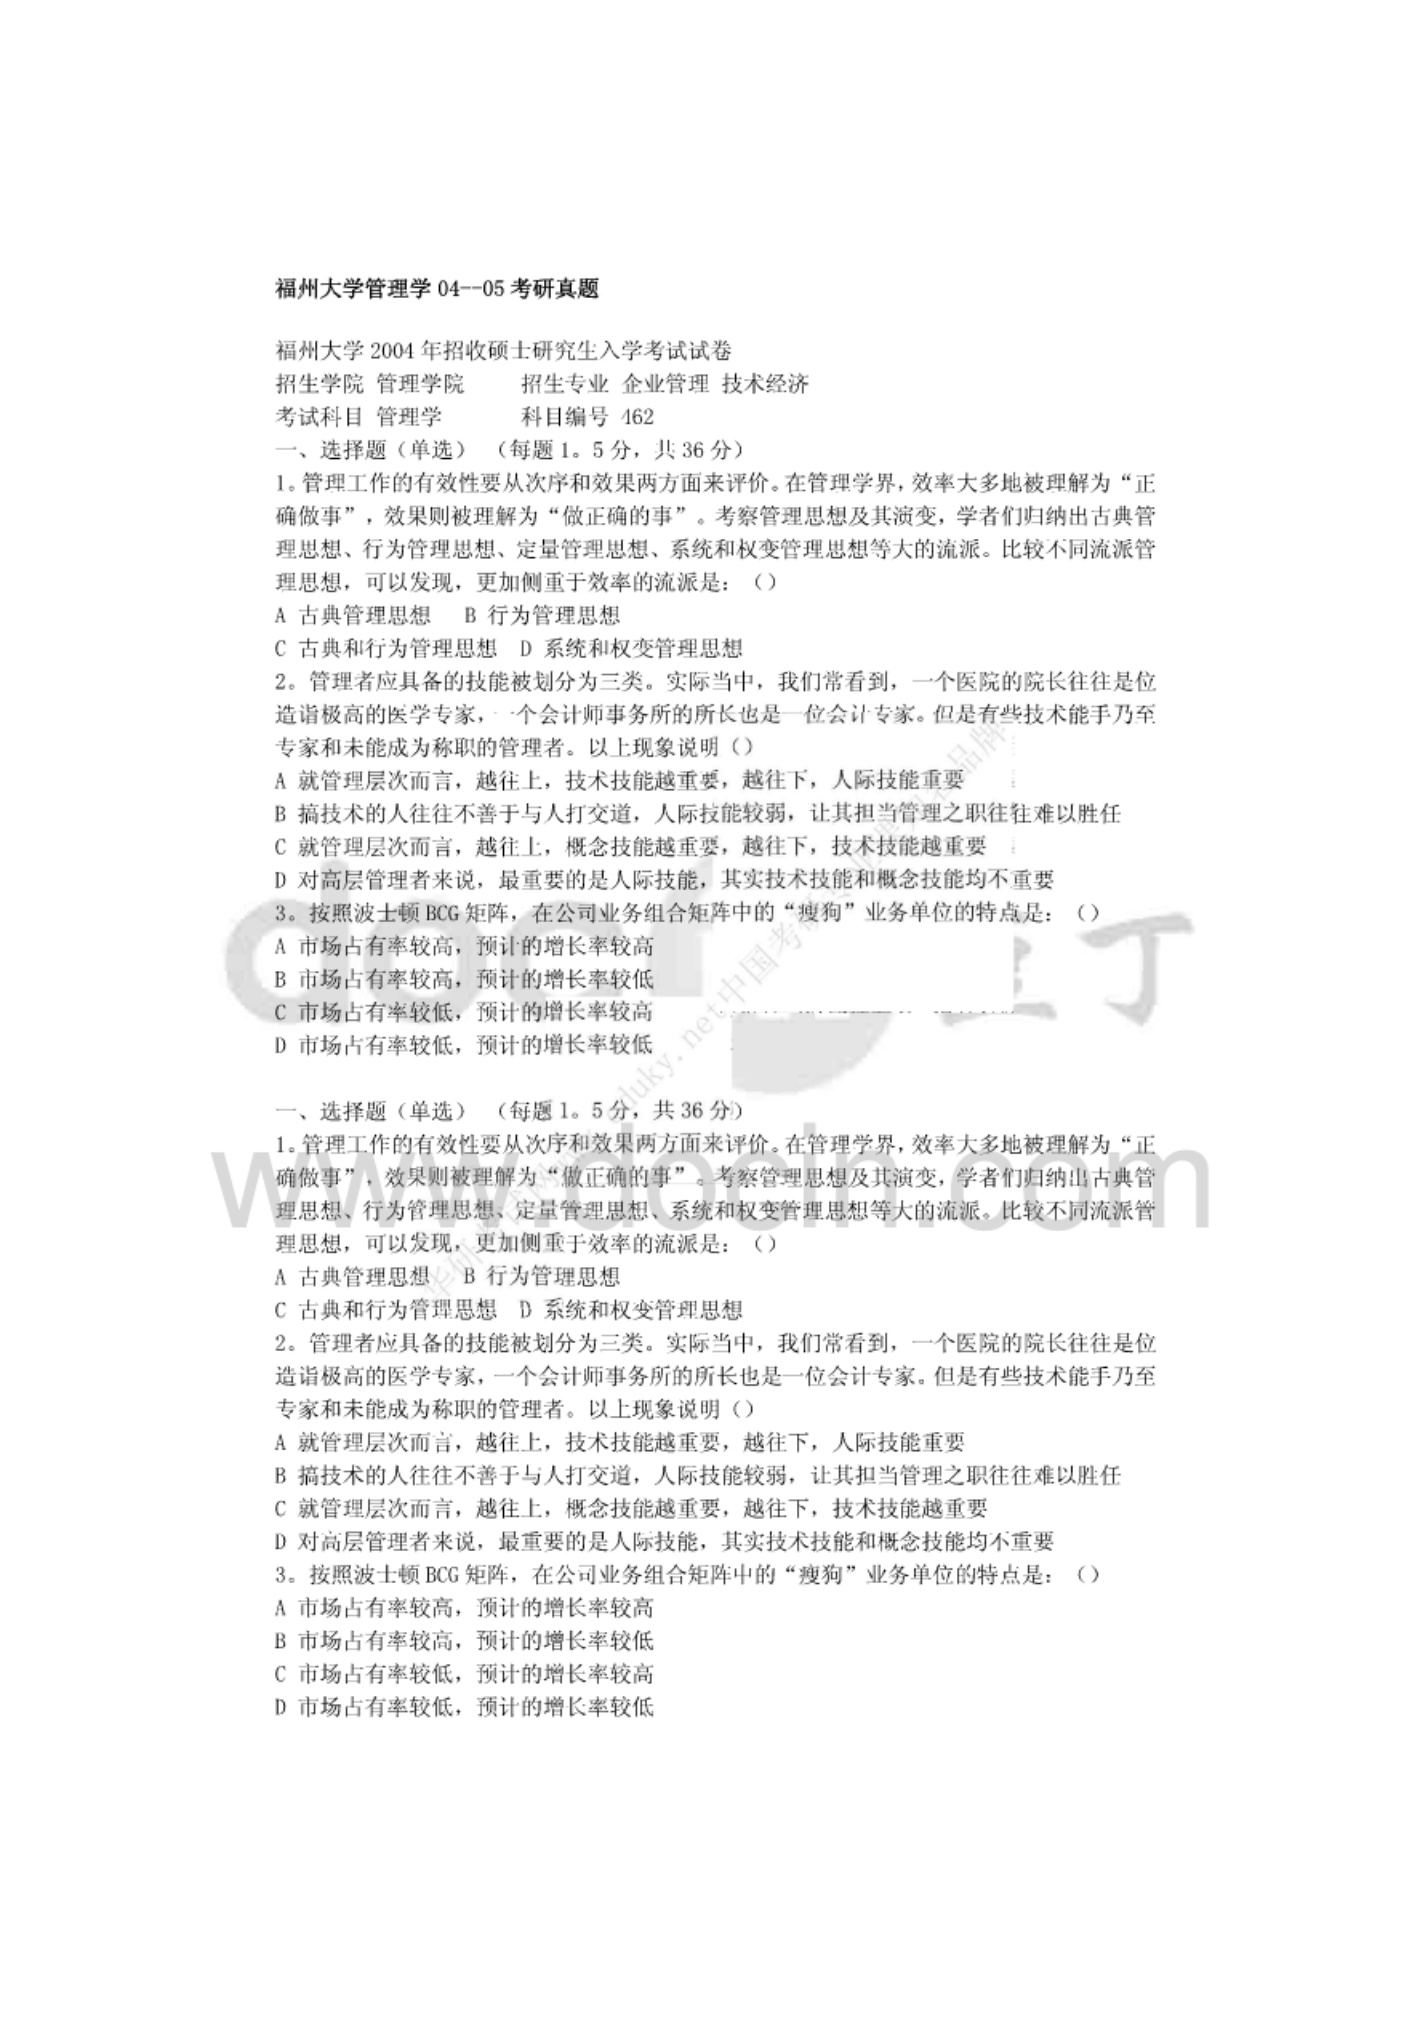 福州大学管理学 04--05 考研真题
福州大学 2004 年招收硕士研究生入学考试试卷
招生学院 管理学院 招生专业 企业管理 技术经济
考试科目 管理学 科目编号 462
一、选择题（单选） （每题 1。5 分，共 36 分）
1。管理工作的有效性要从次序和效果两方面来评价。在管理学界，效率大多地被理解为“正
确做事”，效果则被理解为“做正确的事”。考察管理思想及其演变，学者们归纳出古典管
理思想、行为管理思想、定量管理思想、系统和权变管理思想等大的流派。比较不同流派管
理思想，可以发现，更加侧重于效率的流派是：（）
A 古典管理思想 B 行为管理思想
C 古典和行为管理思想 D 系统和权变管理思想
2。管理者应具备的技能被划分为三类。实际当中，我们常看到，一个医院的院长往往是位
造诣极高的医学专家，一个会计师事务所的所长也是一位会计专家。但是有些技术能手乃至
专家和未能成为称职的管理者。以上现象说明（）
A 就管理层次而言，越往上，技术技能越重要，越往下，人际技能重要
B 搞技术的人往往不善于与人打交道，人际技能较弱，让其担当管理之职往往难以胜任
C 就管理层次而言，越往上，概念技能越重要，越往下，技术技能越重要
D 对高层管理者来说，最重要的是人际技能，其实技术技能和概念技能均不重要
3。按照波士顿 BCG 矩阵，在公司业务组合矩阵中的“瘦狗”业务单位的特点是：（）
A 市场占有率较高，预计的增长率较高
B 市场占有率较高，预计的增长率较低
C 市场占有率较低，预计的增长率较高
D 市场占有率较低，预计的增长率较低
一、选择题（单选） （每题 1。5 分，共 36 分）
1。管理工作的有效性要从次序和效果两方面来评价。在管理学界，效率大多地被理解为“正
确做事”，效果则被理解为“做正确的事”。考察管理思想及其演变，学者们归纳出古典管
理思想、行为管理思想、定量管理思想、系统和权变管理思想等大的流派。比较不同流派管
理思想，可以发现，更加侧重于效率的流派是：（）
A 古典管理思想 B 行为管理思想
C 古典和行为管理思想 D 系统和权变管理思想
2。管理者应具备的技能被划分为三类。实际当中，我们常看到，一个医院的院长往往是位
造诣极高的医学专家，一个会计师事务所的所长也是一位会计专家。但是有些技术能手乃至
专家和未能成为称职的管理者。以上现象说明（）
A 就管理层次而言，越往上，技术技能越重要，越往下，人际技能重要
B 搞技术的人往往不善于与人打交道，人际技能较弱，让其担当管理之职往往难以胜任
C 就管理层次而言，越往上，概念技能越重要，越往下，技术技能越重要
D 对高层管理者来说，最重要的是人际技能，其实技术技能和概念技能均不重要
3。按照波士顿 BCG 矩阵，在公司业务组合矩阵中的“瘦狗”业务单位的特点是：（）
A 市场占有率较高，预计的增长率较高
B 市场占有率较高，预计的增长率较低
C 市场占有率较低，预计的增长率较高
D 市场占有率较低，预计的增长率较低
www.docin.com